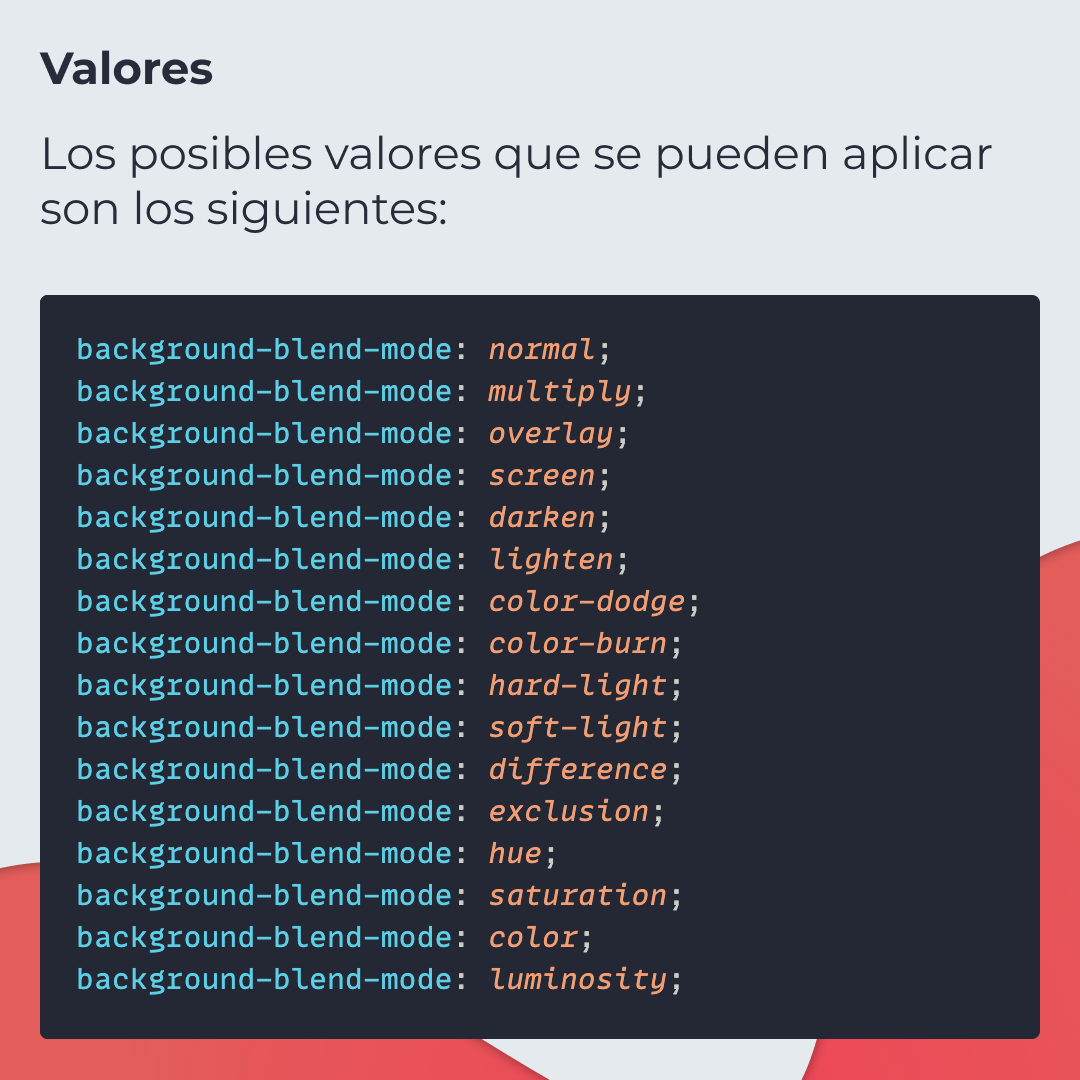 Valores
Los posibles valores que se pueden aplicar
son los siguientes:
background-blend-mode: normal;
background-blend-mode: multiply;
background-blend-mode: overlay;
background-blend-mode: screen;
background-blend-mode: darken;
background-blend-mode: lighten;
background-blend-mode: color-dodge;
background-blend-mode: color-burn;
background-blend-mode: hard-light;
background-blend-mode: soft-light;
background-blend-mode: difference;
background-blend-mode: exclusion;
background-blend-mode: hue;
background-blend-mode: saturation;
background-blend-mode: color;
background-blend-mode: luminosity;